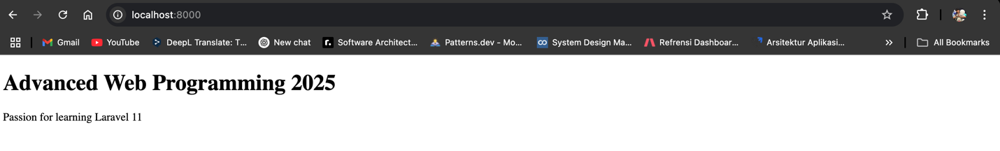 localhost:8000
Gmail YouTube DeepL Translate: T... New chat Software Architect... Patterns.dev - Mo... System Design Ma... Refrensi Dashboar... Arsitektur Aplikasi... All Bookmarks
Advanced Web Programming 2025
Passion for learning Laravel 11